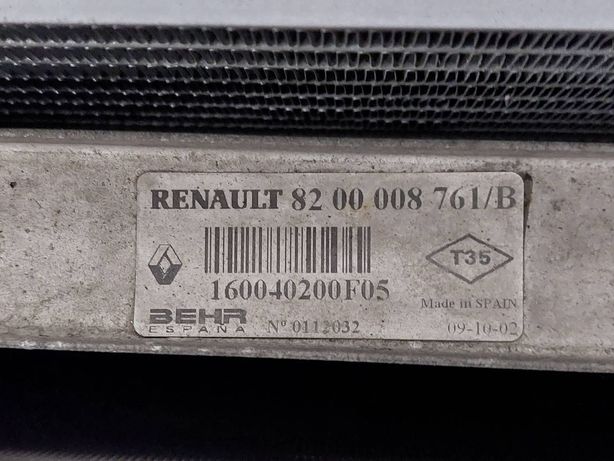 RENAULT 82 00 008 761/B
T35
160040200F05
Made in SPAIN
BEHR
ESPAÑA
Nº 0112032
09-10-02